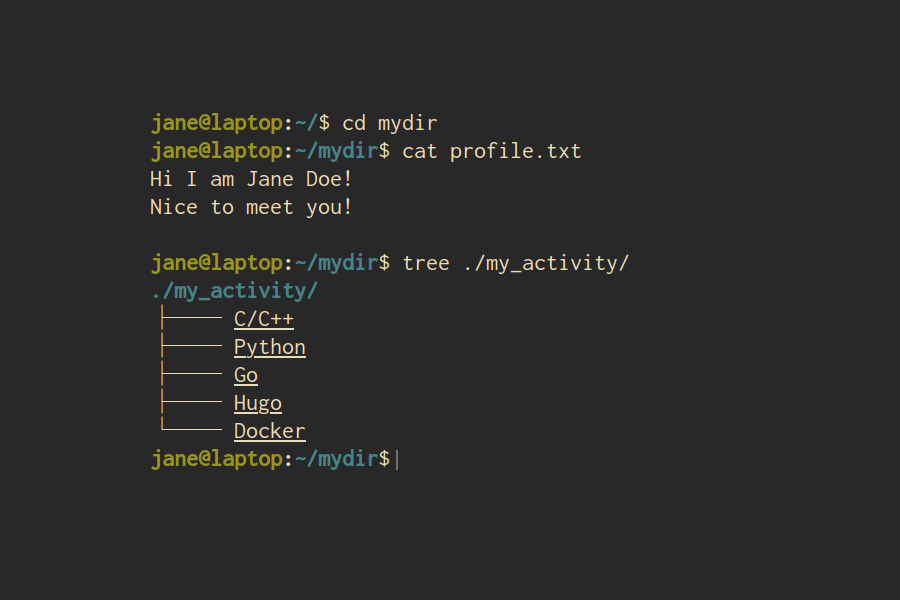 jane@laptop:~/$ cd mydir
jane@laptop:~/mydir$ cat profile.txt
Hi I am Jane Doe!
Nice to meet you!
jane@laptop:~/mydir$ tree ./my_activity/
./my_activity/
├──── C/C++
├──── Python
├──── Go
├──── Hugo
└──── Docker
jane@laptop:~/mydir$